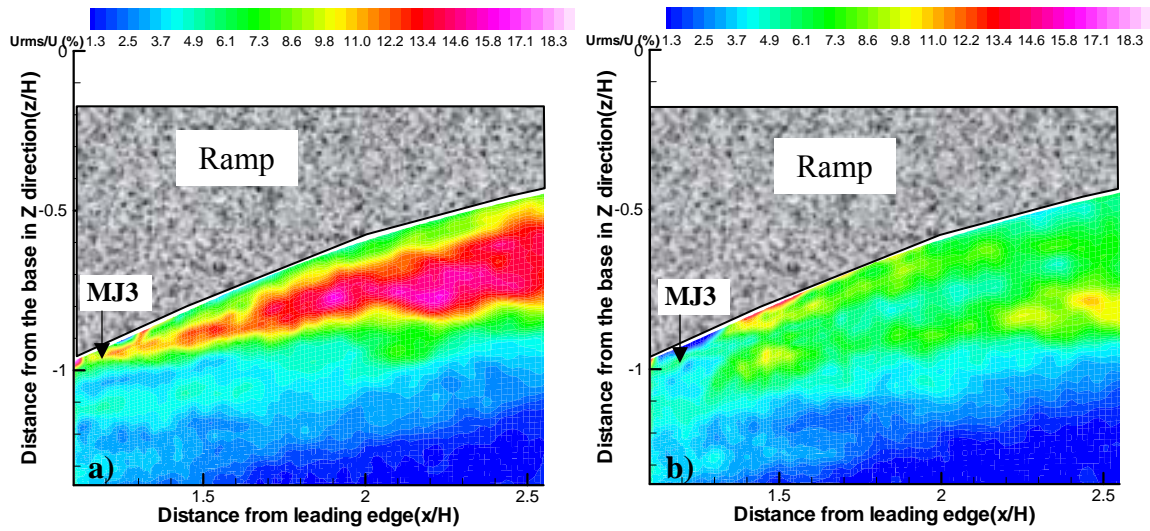 Urms/U (%) 1.3 2.5 3.7 4.9 6.1 7.3 8.6 9.8 11.0 12.2 13.4 14.6 15.8 17.1 18.3
0
-0.5
-1
Distance from the base in Z direction(z/H)
Ramp
MJ3
a)
1.5 2 2.5
Distance from leading edge(x/H)
Urms/U (%) 1.3 2.5 3.7 4.9 6.1 7.3 8.6 9.8 11.0 12.2 13.4 14.6 15.8 17.1 18.3
0
-0.5
-1
Distance from the base in Z direction(z/H)
Ramp
MJ3
b)
1.5 2 2.5
Distance from leading edge(x/H)